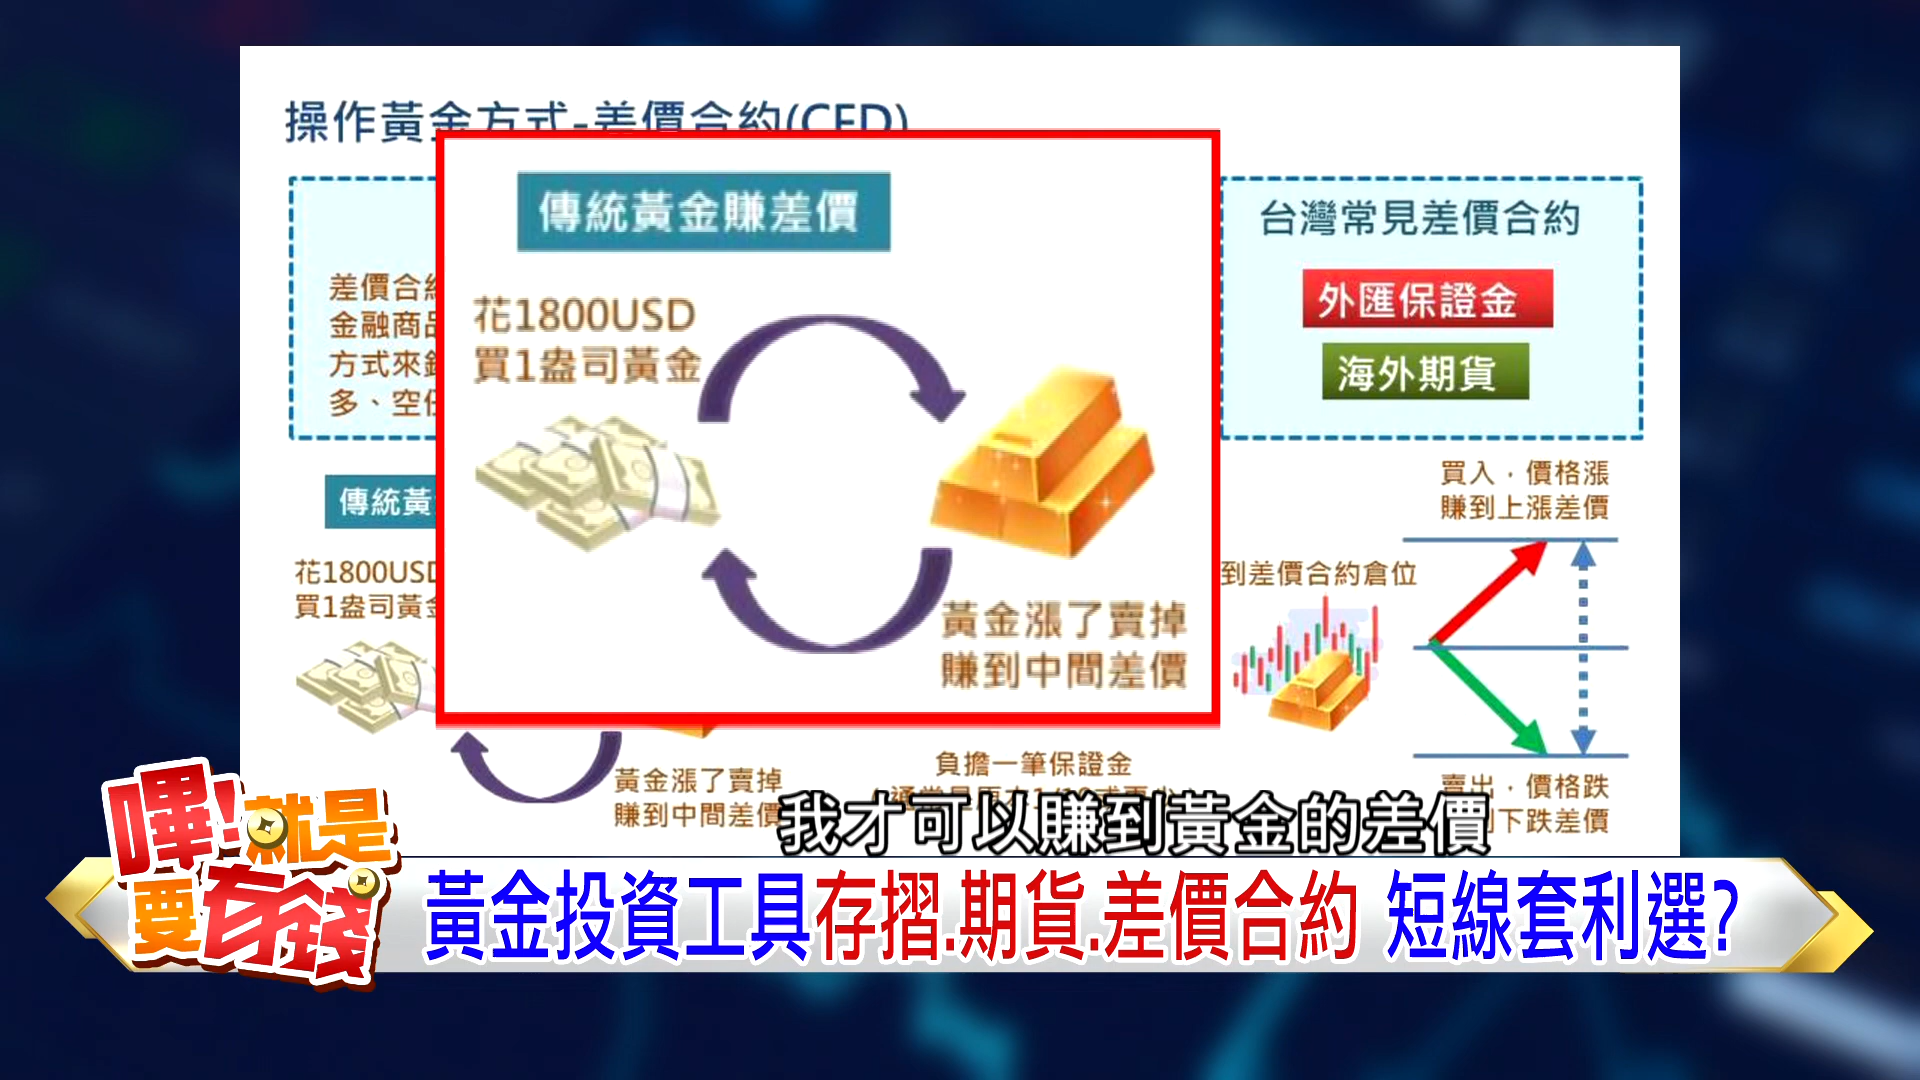 操作黃金方式-差價合約(CFD)
傳統黃金賺差價
花1800USD
買1盎司黃金
黃金漲了賣掉
賺到中間差價
差價合約
金融商品
方式來
多、空
台灣常見差價合約
外匯保證金
海外期貨
傳統黃
花1800USD
買1盎司黃金
黃金漲了賣掉
賺到中間差價
負擔一筆保證金
到差價合約倉位
買入，價格漲
賺到上漲差價
賣出，價格跌
下跌差價
我才可以賺到黃金的差價
嗶!就是要存錢
黃金投資工具存摺.期貨.差價合約 短線套利選?